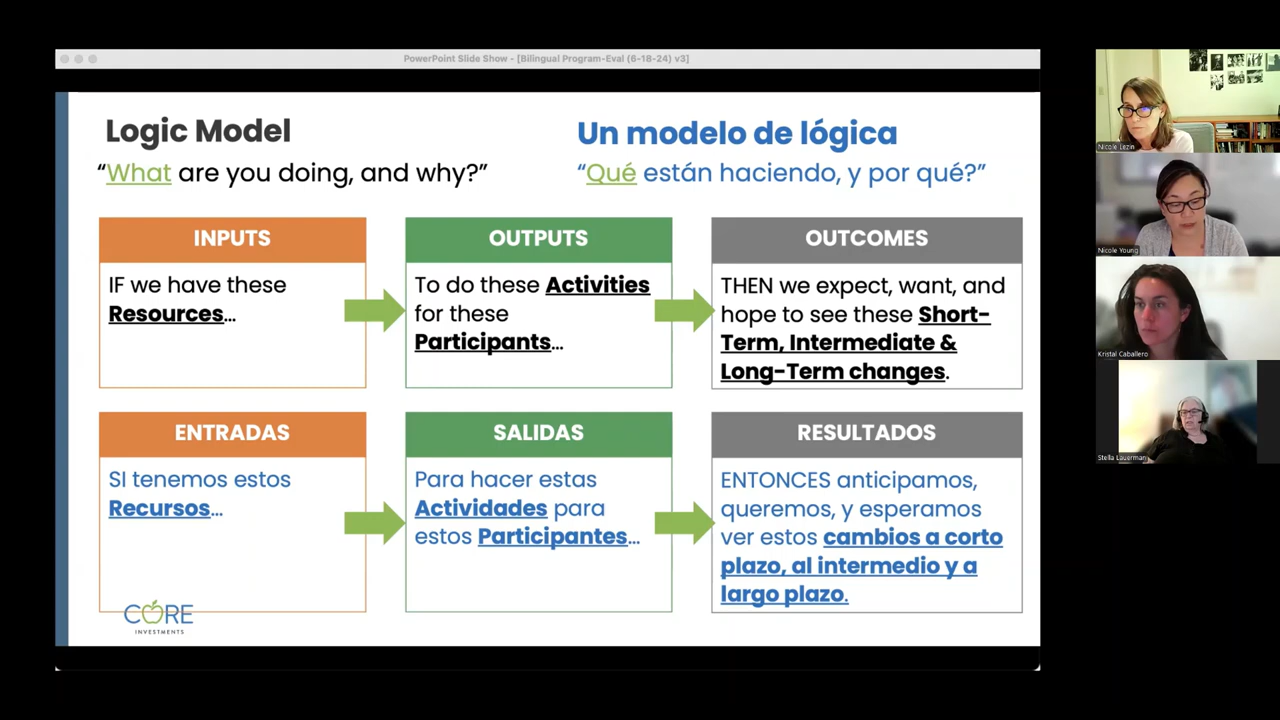 PowerPoint Slide Show - [Bilingual Program-Eval (6-18-24) v3]
Logic Model
“What are you doing, and why?”
Un modelo de lógica
“Qué están haciendo, y por qué?”
INPUTS
IF we have these
Resources…
OUTPUTS
To do these Activities
for these
Participants…
OUTCOMES
THEN we expect, want, and
hope to see these Short-
Term, Intermediate &
Long-Term changes.
ENTRADAS
SI tenemos estos
Recursos…
SALIDAS
Para hacer estas
Actividades para
estos Participantes…
RESULTADOS
ENTONCES anticipamos,
queremos, y esperamos
ver estos cambios a corto
plazo, al intermedio y a
largo plazo.
CORE
INVESTMENTS
Nicole Lezin
Nicole Young
Kristal Caballero
Stella Lauerman